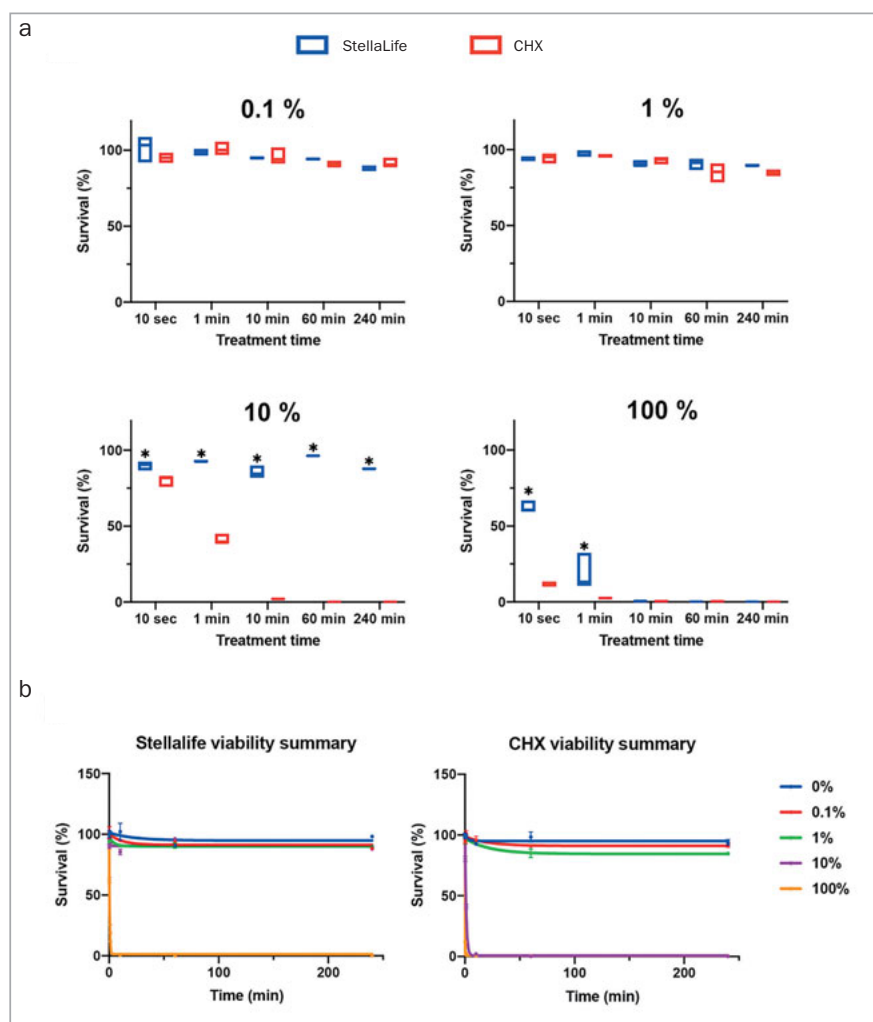 a
StellaLife CHX
0.1 %
Survival (%)
100
50
0
10 sec 1 min 10 min 60 min 240 min
Treatment time
1 %
Survival (%)
100
50
0
10 sec 1 min 10 min 60 min 240 min
Treatment time
10 %
Survival (%)
100
50
0
* * * * *
10 sec 1 min 10 min 60 min 240 min
Treatment time
100 %
Survival (%)
100
50
0
* *
10 sec 1 min 10 min 60 min 240 min
Treatment time
b
Stellalife viability summary
Survival (%)
150
100
50
0
0 100 200
Time (min)
CHX viability summary
Survival (%)
150
100
50
0
0 100 200
Time (min)
0%
0.1%
1%
10%
100%